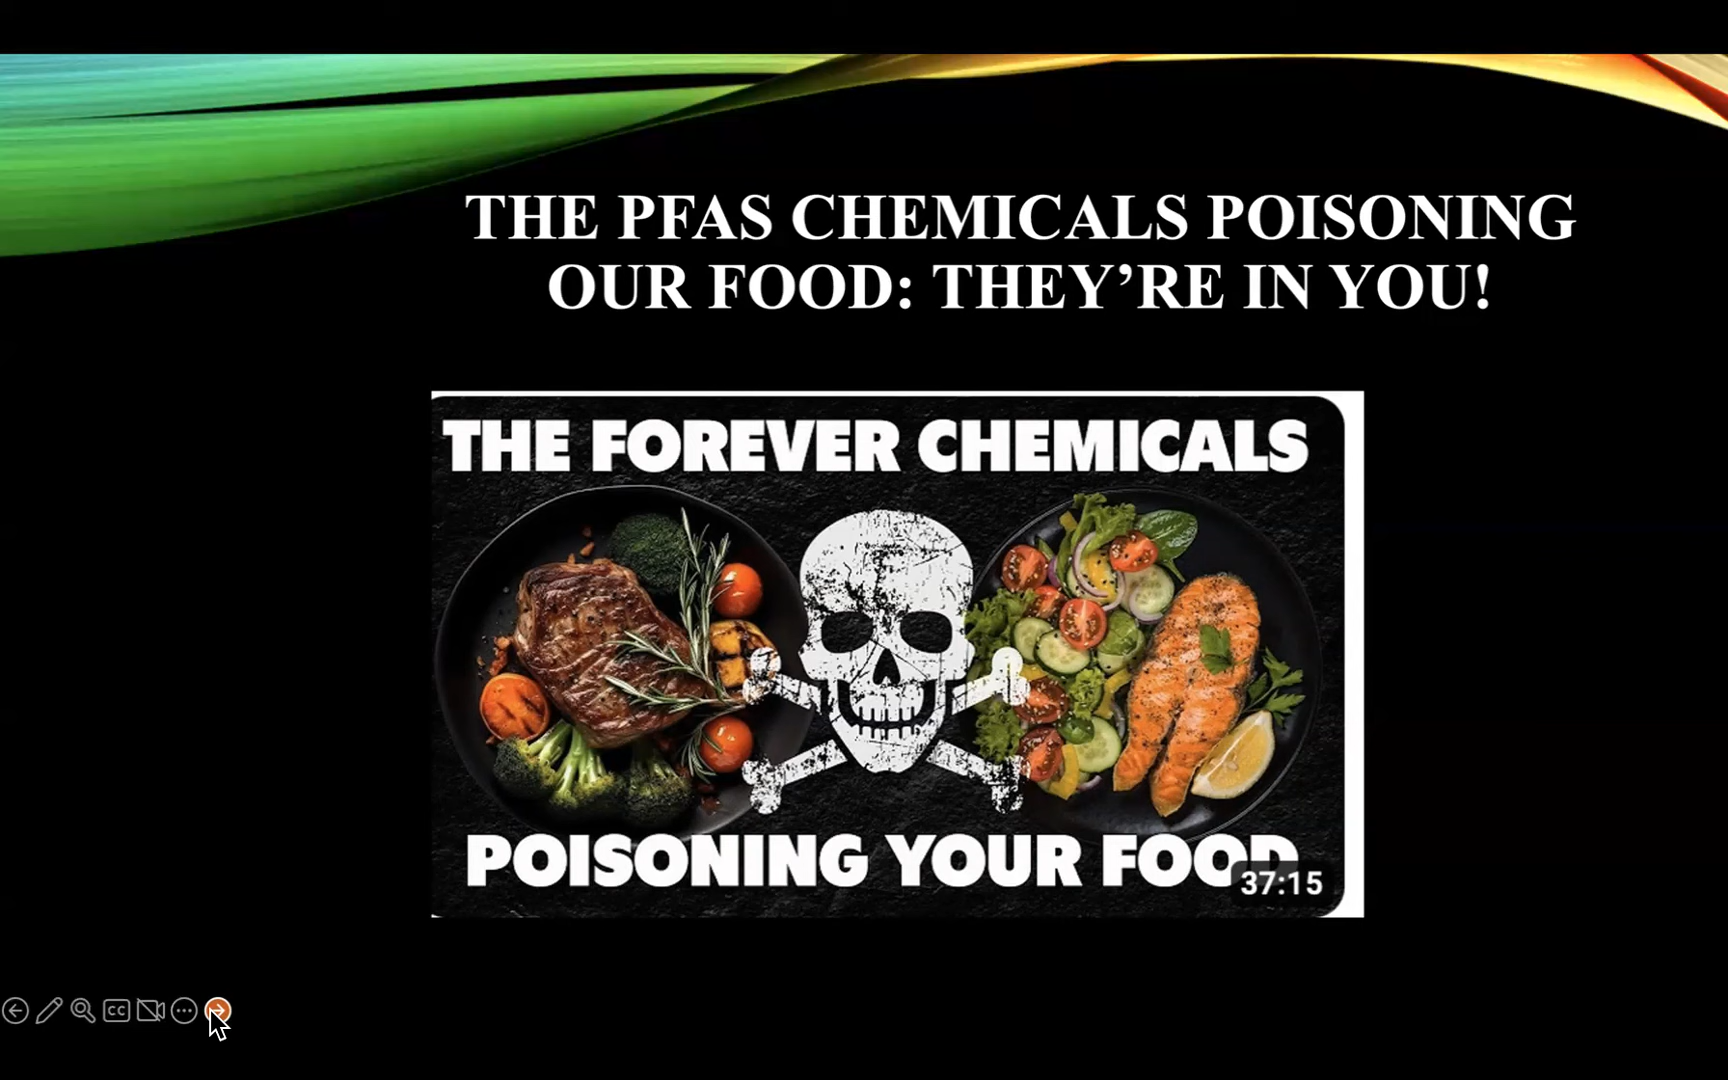 THE PFAS CHEMICALS POISONING
OUR FOOD: THEY’RE IN YOU!
THE FOREVER CHEMICALS
POISONING YOUR FOOD
37:15
CC